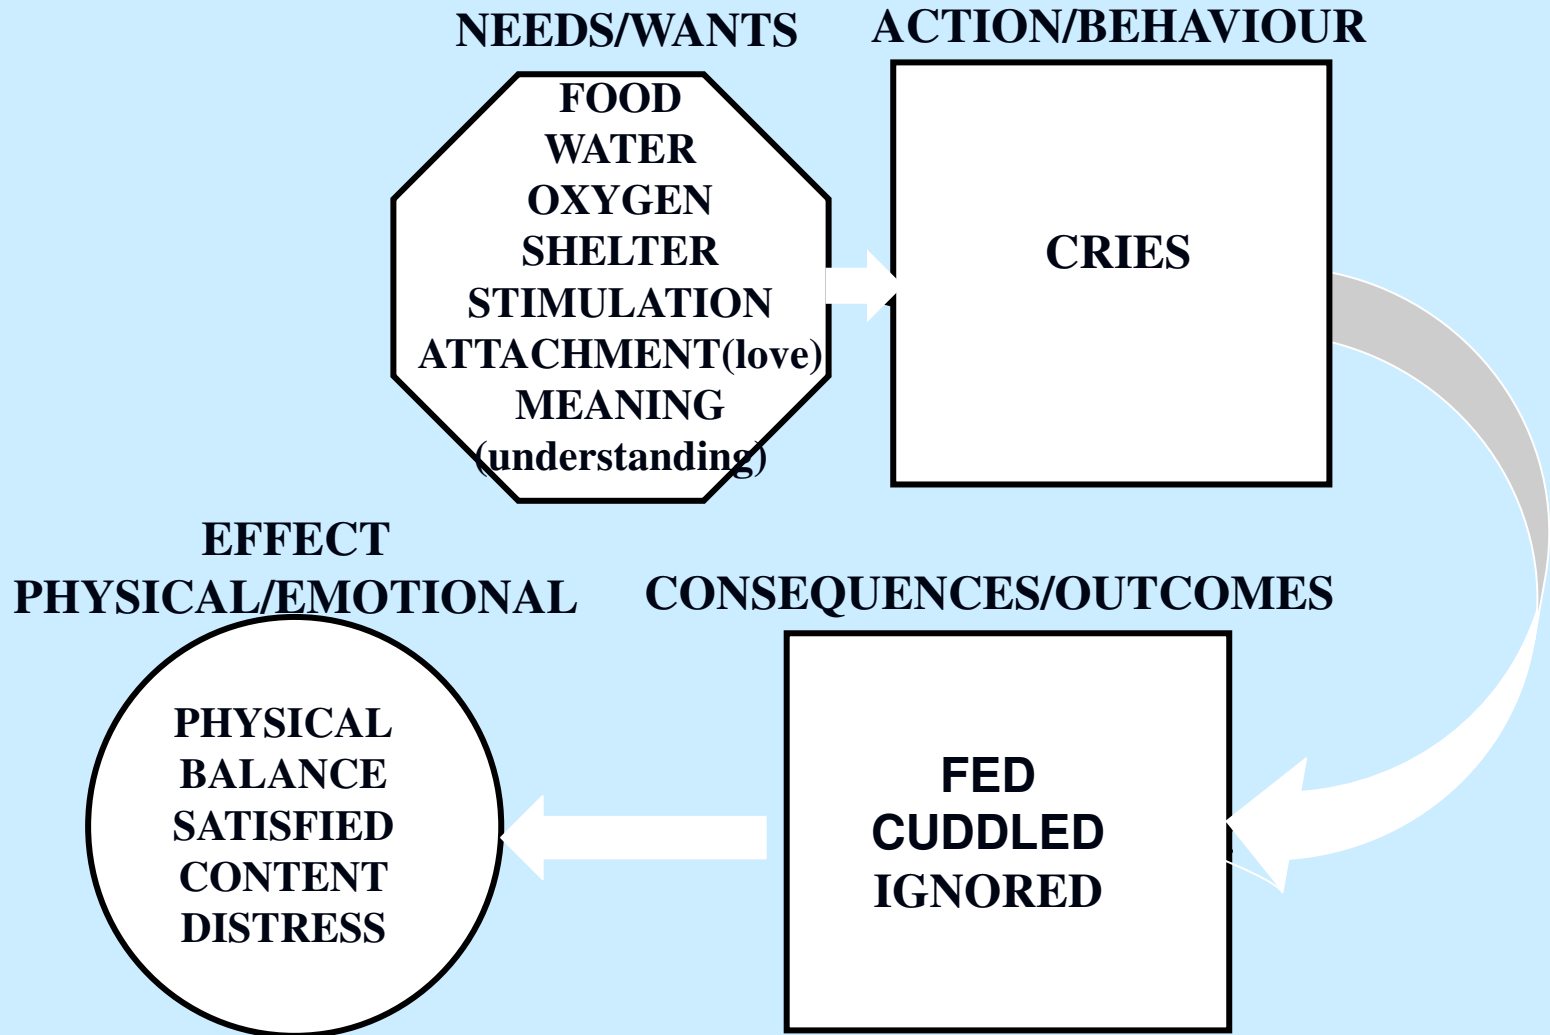 NEEDS/WANTS
FOOD
WATER
OXYGEN
SHELTER
STIMULATION
ATTACHMENT(love)
MEANING
(understanding)
ACTION/BEHAVIOUR
CRIES
CONSEQUENCES/OUTCOMES
FED
CUDDLED
IGNORED
EFFECT
PHYSICAL/EMOTIONAL
PHYSICAL
BALANCE
SATISFIED
CONTENT
DISTRESS